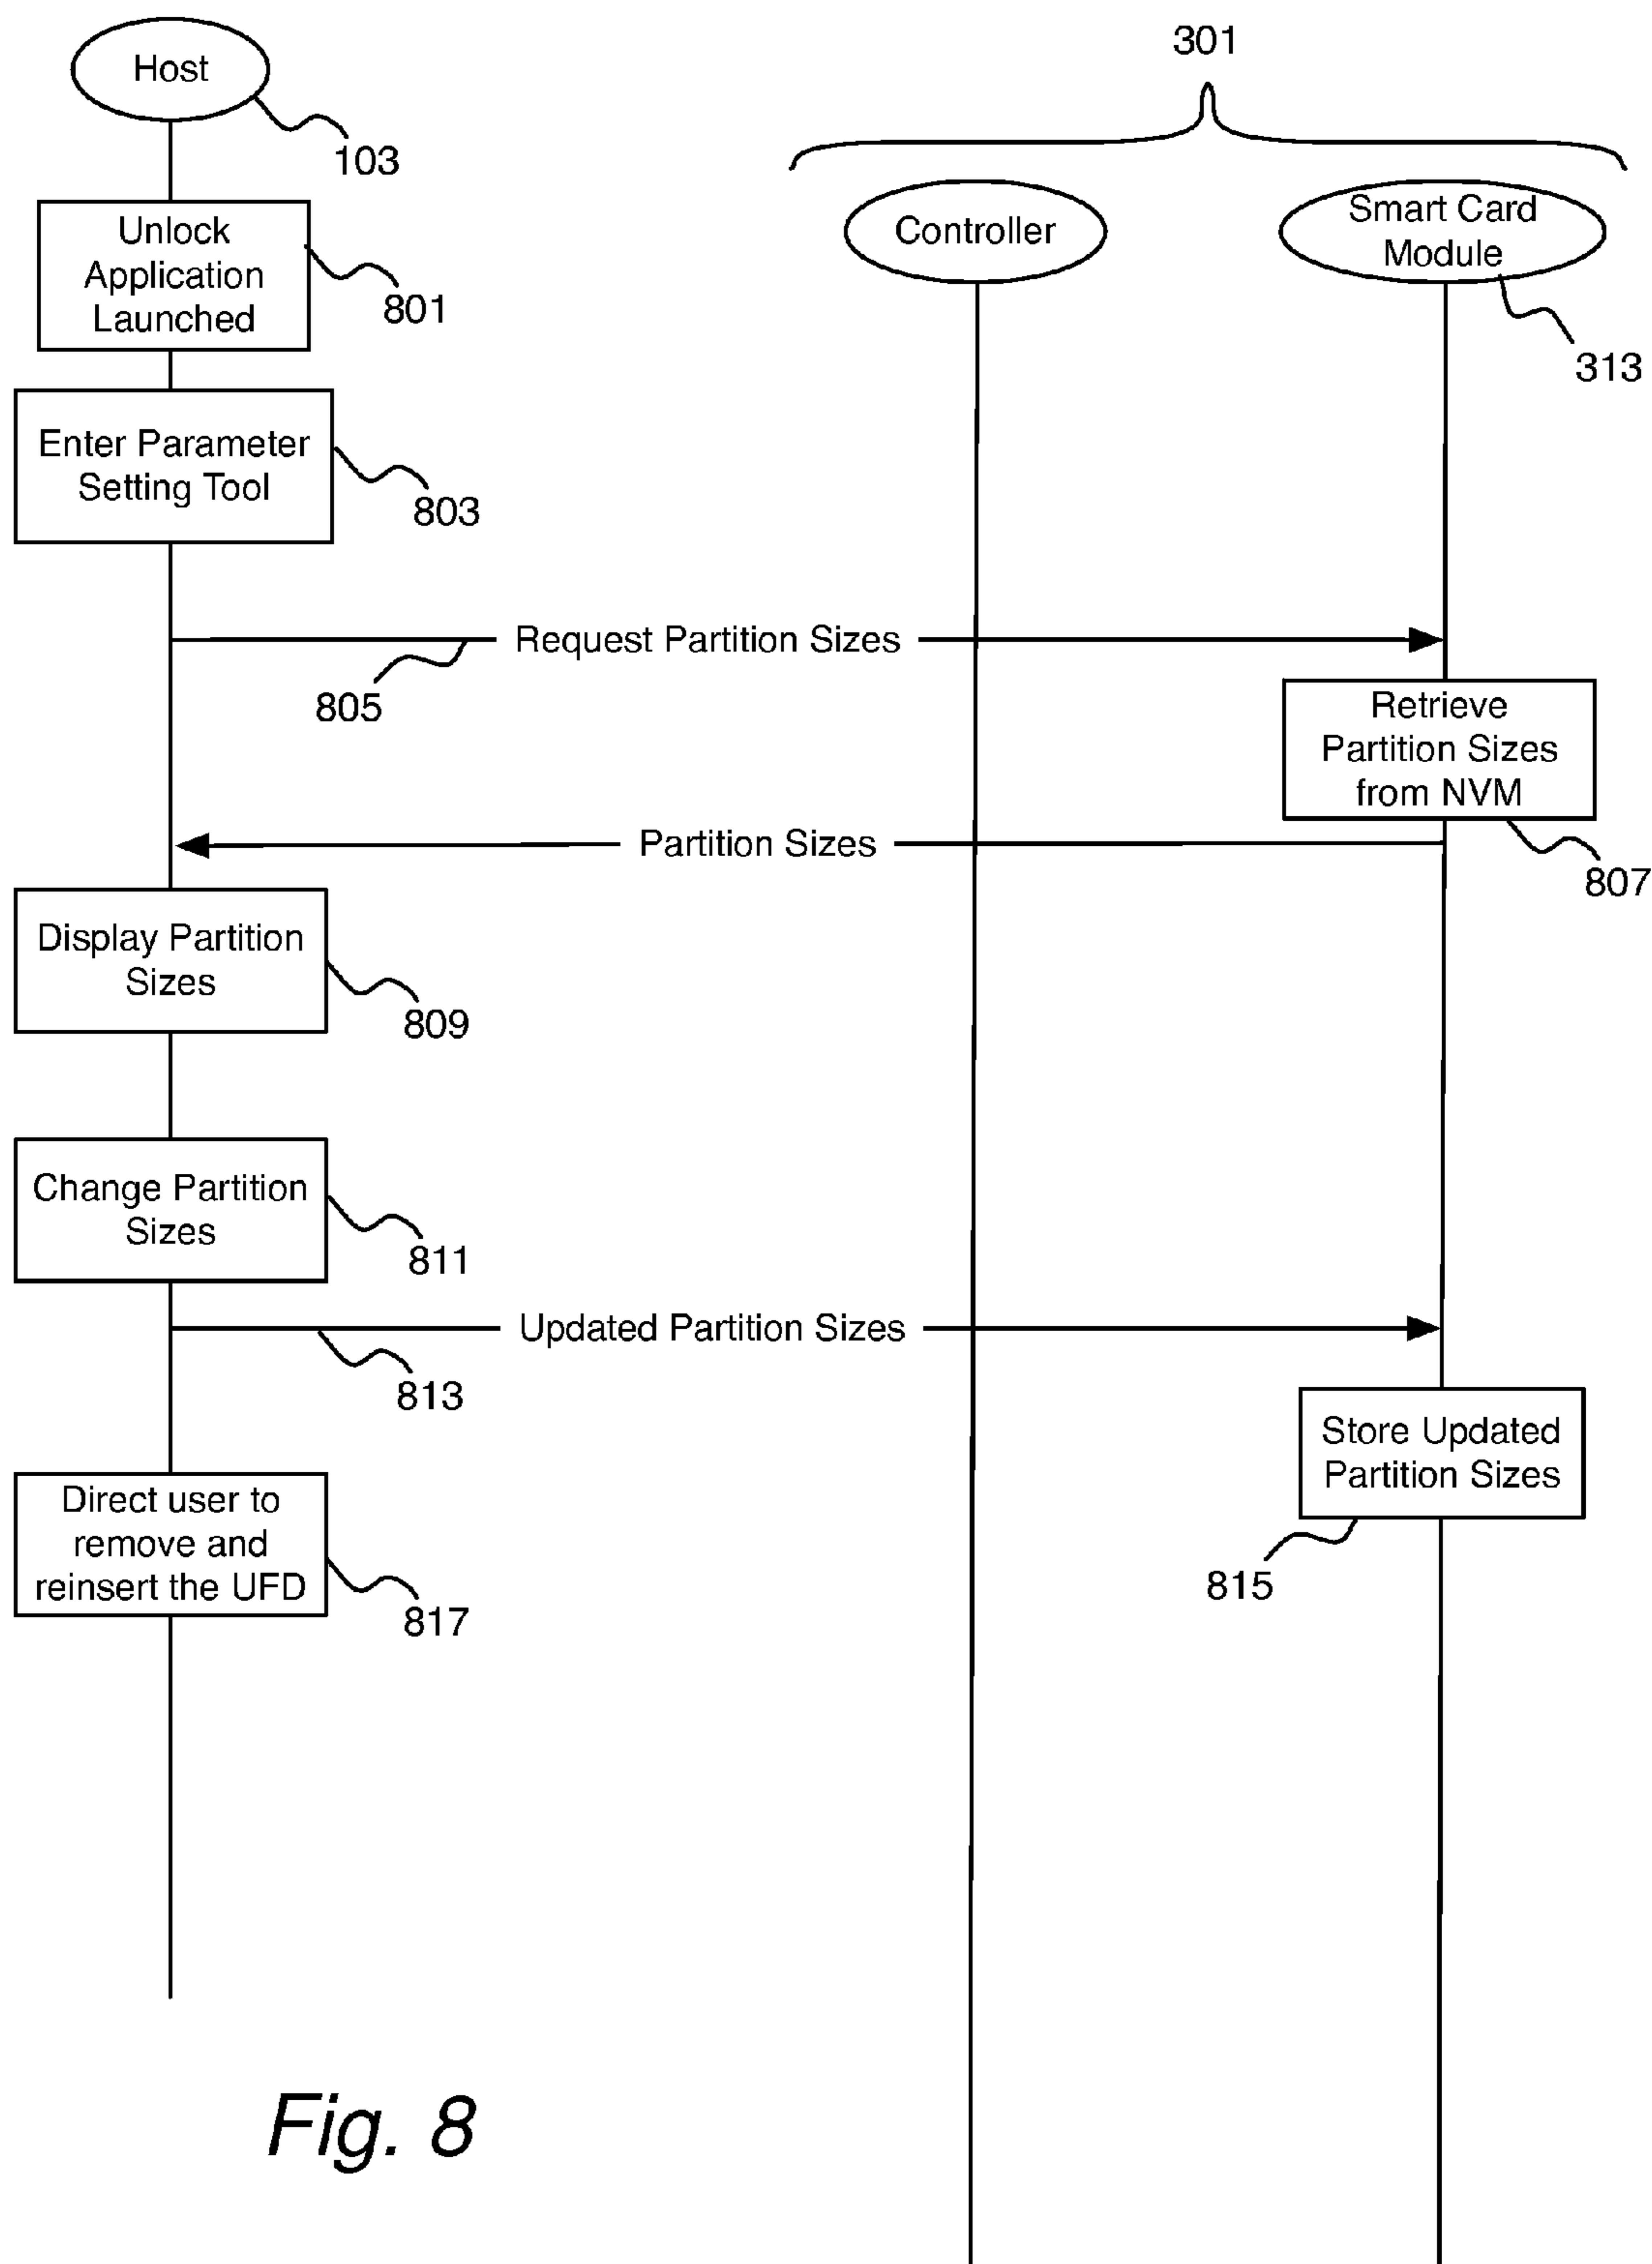 301
Host
103
Controller
Smart Card
Module
313
Unlock
Application
Launched
801
Enter Parameter
Setting Tool
803
Request Partition Sizes
805
Retrieve
Partition Sizes
from NVM
807
Partition Sizes
Display Partition
Sizes
809
Change Partition
Sizes
811
Updated Partition Sizes
813
Store Updated
Partition Sizes
815
Direct user to
remove and
reinsert the UFD
817
Fig. 8